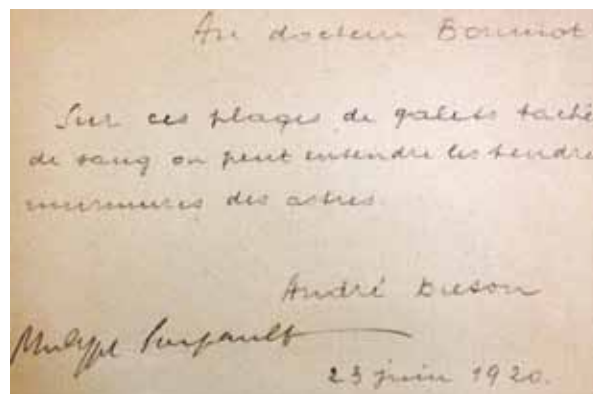 Au docteur Bonniot
Sur ces plages de galets taché
de sang on peut entendre les tendre
murmures des astres.
André Breton
Philippe Soupault
23 juin 1920.